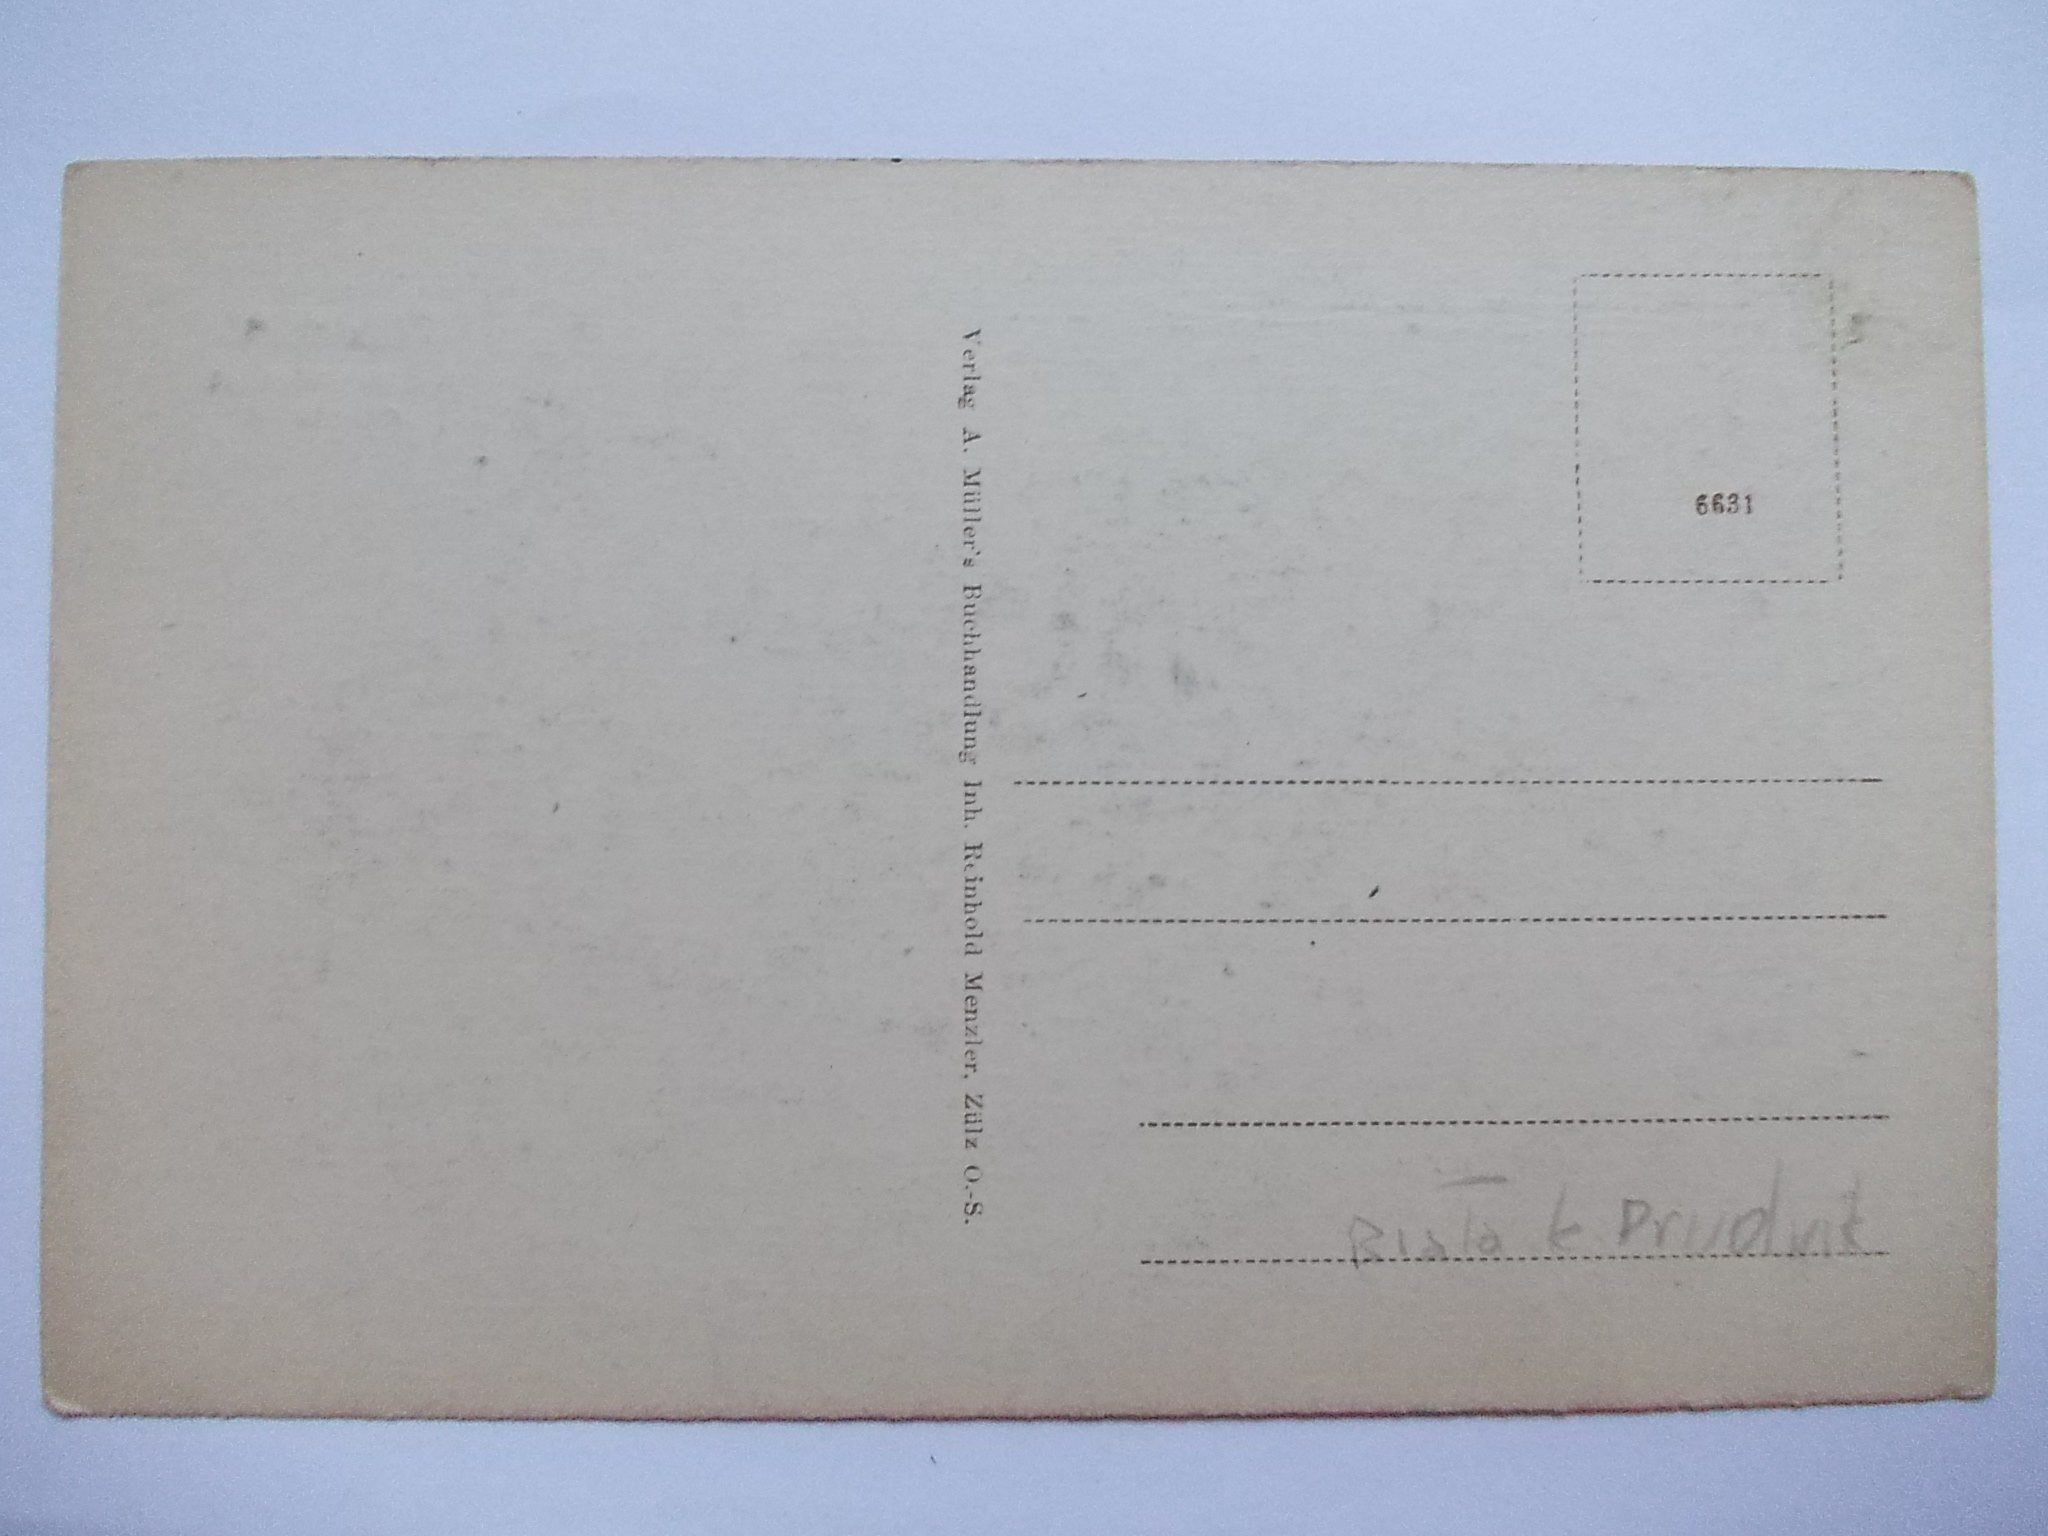 Verlag A. Müller's Buchhandlung Inh. Reinhold Menzler, Zülz O.-S.
6631
Biała k Prudnik